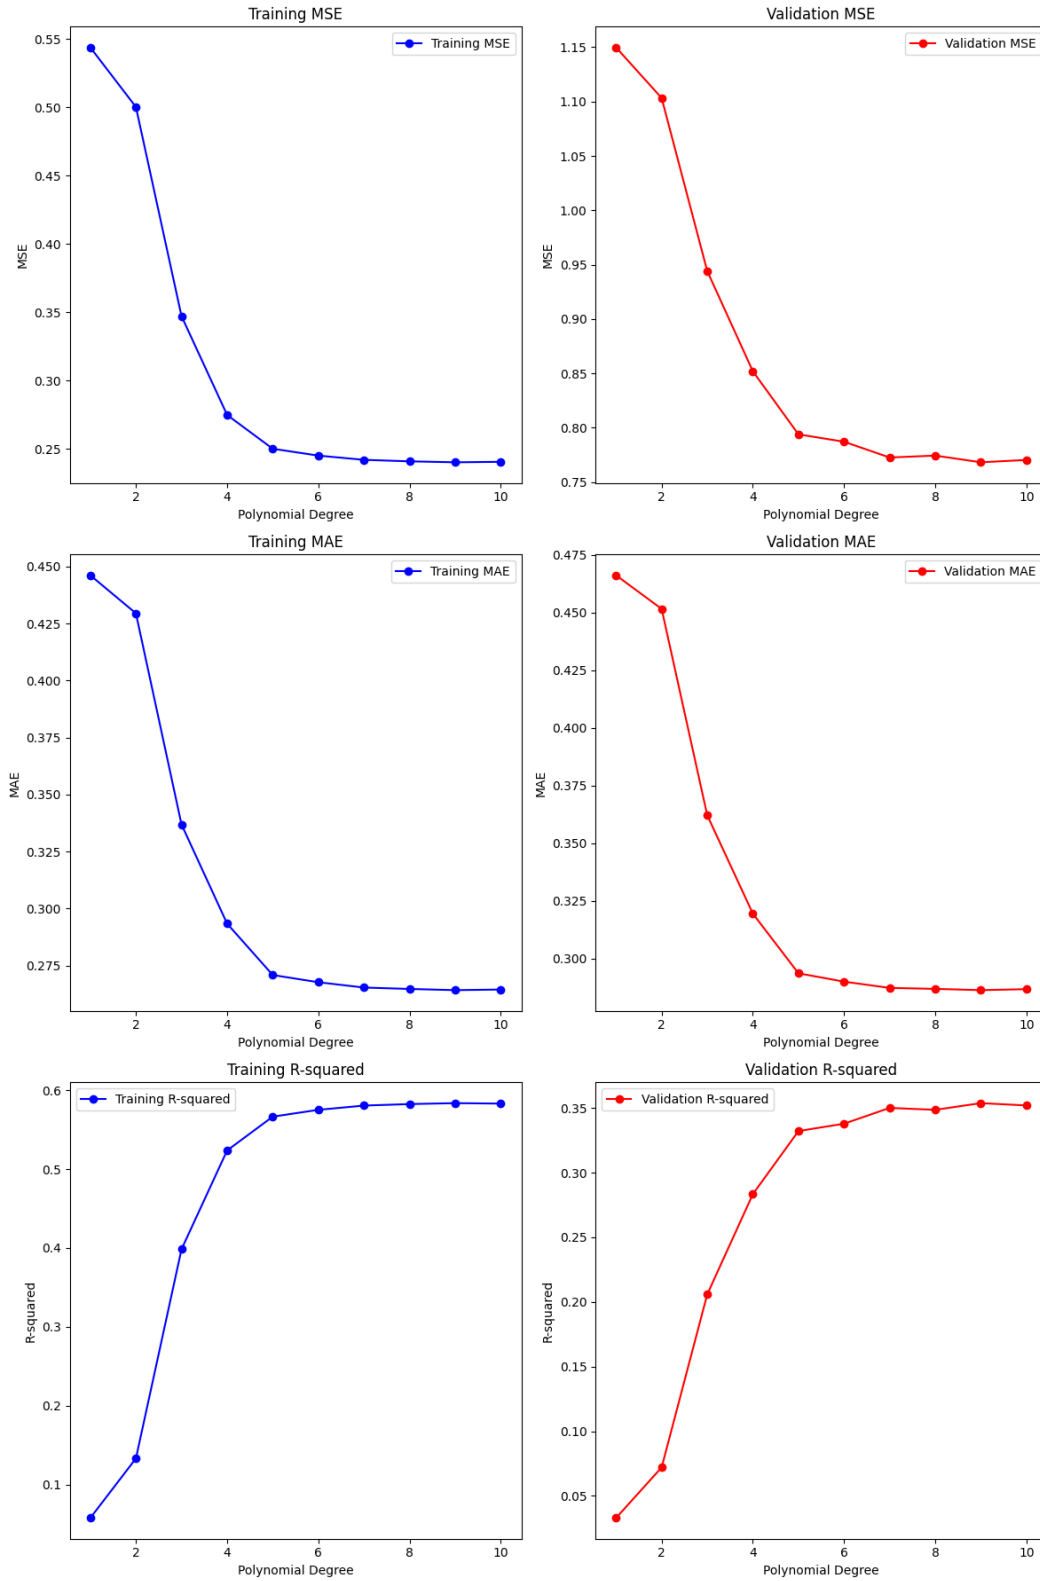 Training MSE
Training MSE
0.55
0.50
0.45
0.40
0.35
0.30
0.25
MSE
2 4 6 8 10
Polynomial Degree
Validation MSE
Validation MSE
1.15
1.10
1.05
1.00
0.95
0.90
0.85
0.80
0.75
MSE
2 4 6 8 10
Polynomial Degree
Training MAE
Training MAE
0.450
0.425
0.400
0.375
0.350
0.325
0.300
0.275
MAE
2 4 6 8 10
Polynomial Degree
Validation MAE
Validation MAE
0.475
0.450
0.425
0.400
0.375
0.350
0.325
0.300
MAE
2 4 6 8 10
Polynomial Degree
Training R-squared
Training R-squared
0.6
0.5
0.4
0.3
0.2
0.1
R-squared
2 4 6 8 10
Polynomial Degree
Validation R-squared
Validation R-squared
0.35
0.30
0.25
0.20
0.15
0.10
0.05
R-squared
2 4 6 8 10
Polynomial Degree